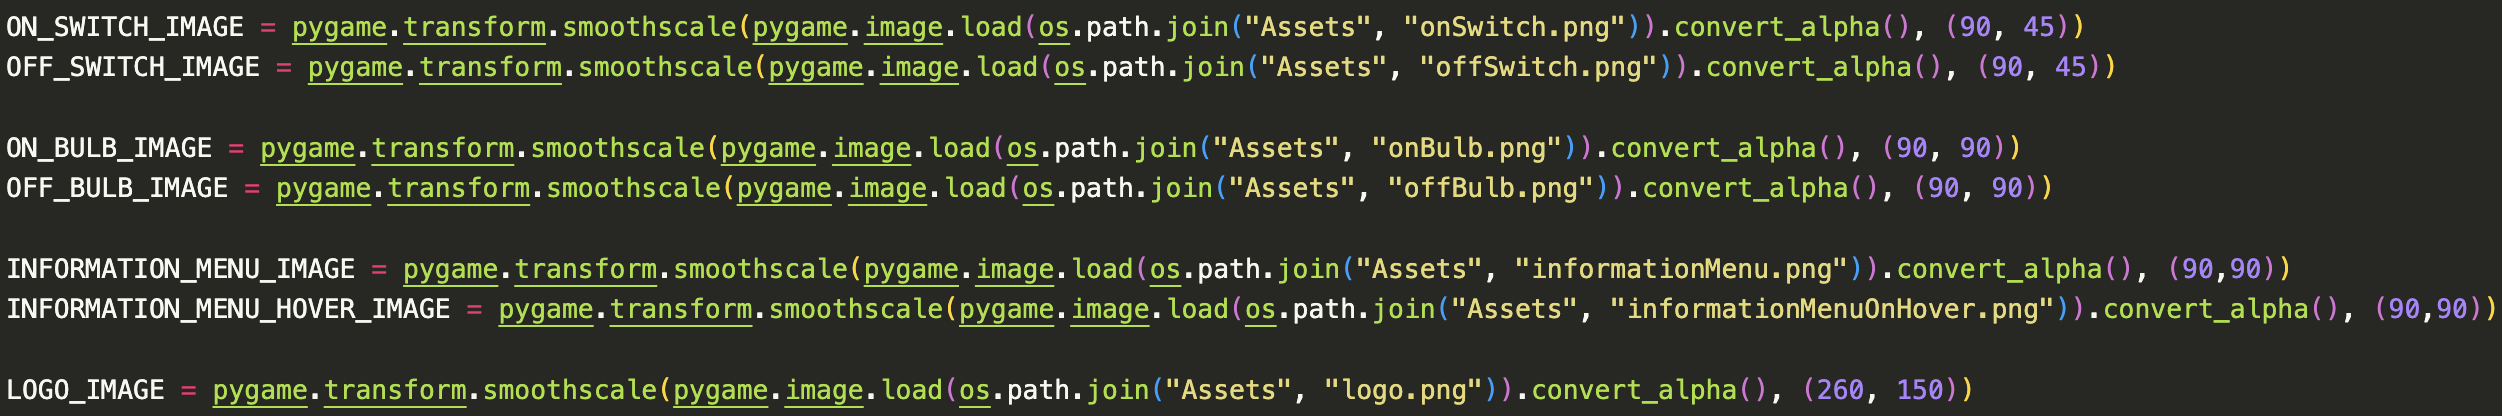 ON_SWITCH_IMAGE = pygame.transform.smoothscale(pygame.image.load(os.path.join("Assets", "onSwitch.png")).convert_alpha(), (90, 45))
OFF_SWITCH_IMAGE = pygame.transform.smoothscale(pygame.image.load(os.path.join("Assets", "offSwitch.png")).convert_alpha(), (90, 45))
ON_BULB_IMAGE = pygame.transform.smoothscale(pygame.image.load(os.path.join("Assets", "onBulb.png")).convert_alpha(), (90, 90))
OFF_BULB_IMAGE = pygame.transform.smoothscale(pygame.image.load(os.path.join("Assets", "offBulb.png")).convert_alpha(), (90, 90))
INFORMATION_MENU_IMAGE = pygame.transform.smoothscale(pygame.image.load(os.path.join("Assets", "informationMenu.png")).convert_alpha(), (90,90))
INFORMATION_MENU_HOVER_IMAGE = pygame.transform.smoothscale(pygame.image.load(os.path.join("Assets", "informationMenuOnHover.png")).convert_alpha(), (90,90))
LOGO_IMAGE = pygame.transform.smoothscale(pygame.image.load(os.path.join("Assets", "logo.png")).convert_alpha(), (260, 150))